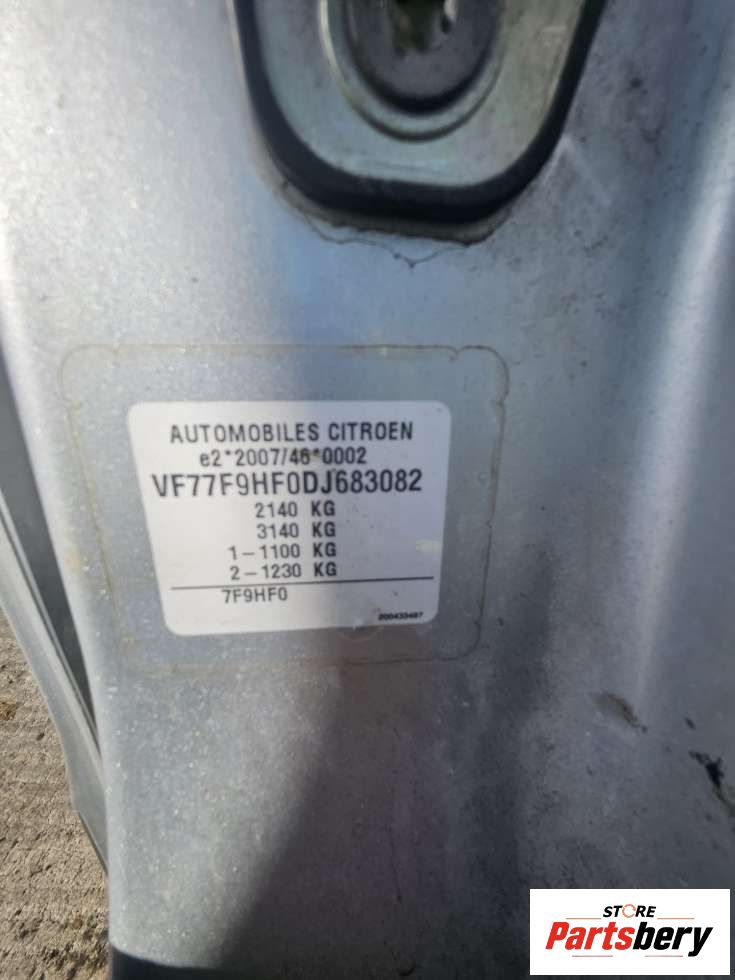 AUTOMOBILES CITROEN
e2*2007/46*0002
VF77F9HF0DJ683082
2140 KG
3140 KG
1-1100 KG
2-1230 KG
7F9HF0
200433487
STORE
Partsbery